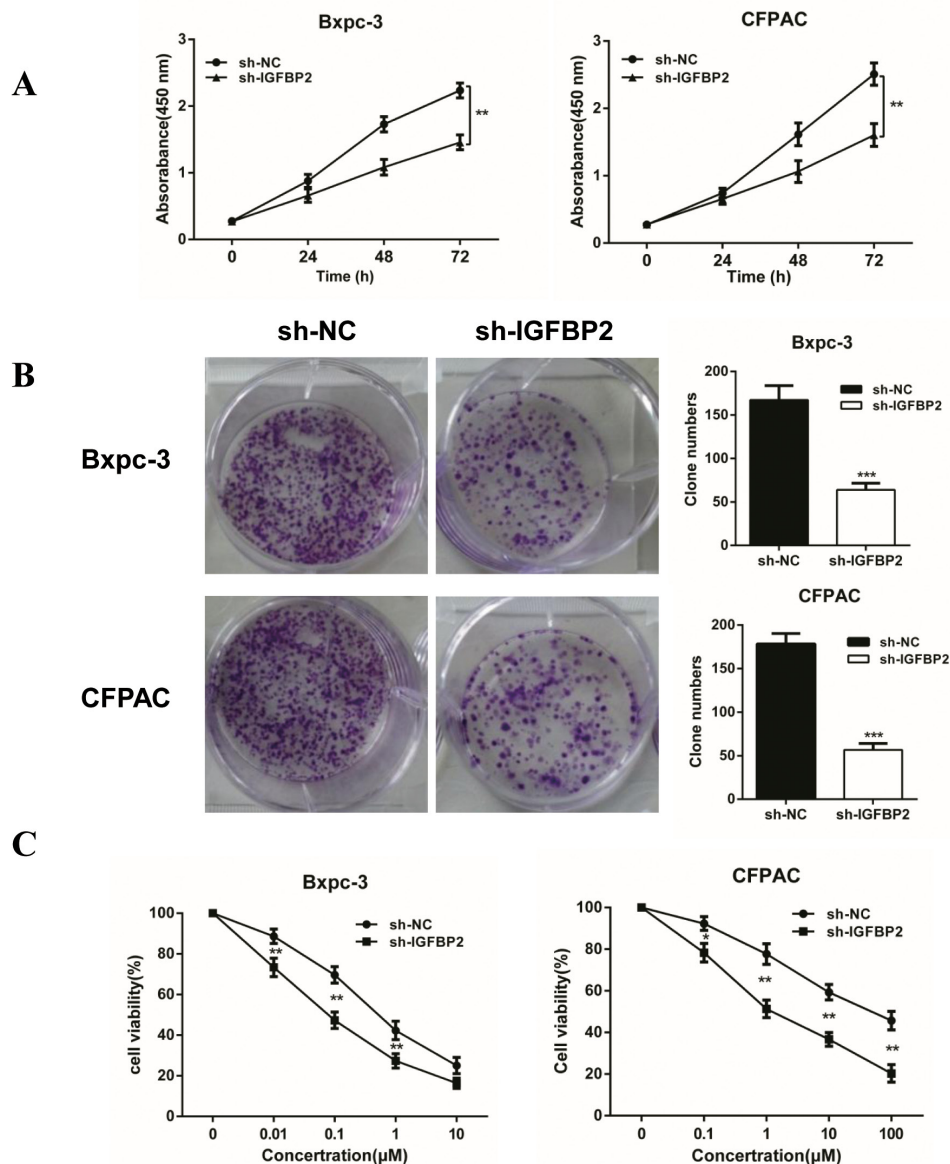 A
Bxpc-3
3
2
1
0
Absorabance(450 nm)
sh-NC
sh-IGFBP2
**
0 24 48 72
Time (h)
CFPAC
3
2
1
0
Absorabance(450 nm)
sh-NC
sh-IGFBP2
**
0 24 48 72
Time (h)
B
sh-NC sh-IGFBP2
Bxpc-3
CFPAC
Bxpc-3
200
150
100
50
0
Clone numbers
sh-NC
sh-IGFBP2
***
sh-NC sh-IGFBP2
CFPAC
200
150
100
50
0
Clone numbers
sh-NC
sh-IGFBP2
***
sh-NC sh-IGFBP2
C
Bxpc-3
100
80
60
40
20
0
cell viability(%)
sh-NC
sh-IGFBP2
**
**
**
0 0.01 0.1 1 10
Concertration(μM)
CFPAC
100
80
60
40
20
0
Cell viability(%)
sh-NC
sh-IGFBP2
*
**
**
**
0 0.1 1 10 100
Concertration(μM)